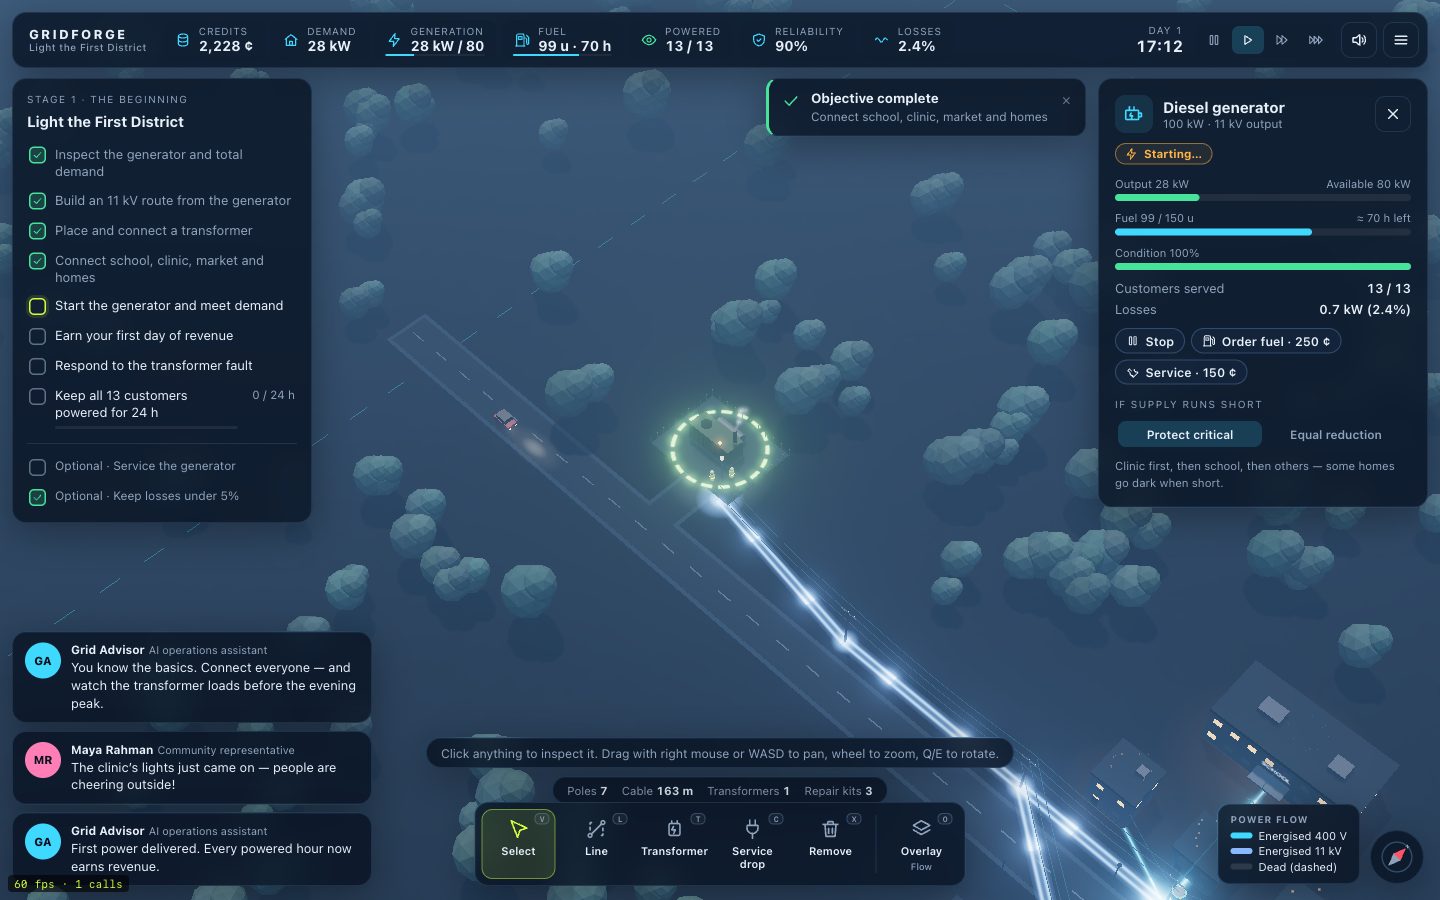 GRIDFORGE
Light the First District
CREDITS
2,228 ¢
DEMAND
28 kW
GENERATION
28 kW / 80
FUEL
99 u · 70 h
POWERED
13 / 13
RELIABILITY
90%
LOSSES
2.4%
DAY 1
17:12
STAGE 1 · THE BEGINNING
Light the First District
Inspect the generator and total
demand
Build an 11 kV route from the generator
Place and connect a transformer
Connect school, clinic, market and
homes
Start the generator and meet demand
Earn your first day of revenue
Respond to the transformer fault
Keep all 13 customers
powered for 24 h
0 / 24 h
Optional · Service the generator
Optional · Keep losses under 5%
Objective complete
Connect school, clinic, market and homes
Diesel generator
100 kW · 11 kV output
Starting...
Output 28 kW
Available 80 kW
Fuel 99 / 150 u
≈ 70 h left
Condition 100%
Customers served
13 / 13
Losses
0.7 kW (2.4%)
Stop
Order fuel · 250 ¢
Service · 150 ¢
IF SUPPLY RUNS SHORT
Protect critical
Equal reduction
Clinic first, then school, then others — some homes
go dark when short.
GA
Grid Advisor AI operations assistant
You know the basics. Connect everyone — and
watch the transformer loads before the evening
peak.
MR
Maya Rahman Community representative
The clinic's lights just came on — people are
cheering outside!
GA
Grid Advisor AI operations assistant
First power delivered. Every powered hour now
earns revenue.
60 fps · 1 calls
Click anything to inspect it. Drag with right mouse or WASD to pan, wheel to zoom, Q/E to rotate.
Poles 7
Cable 163 m
Transformers 1
Repair kits 3
V
Select
L
Line
T
Transformer
C
Service
drop
X
Remove
O
Overlay
Flow
POWER FLOW
Energised 400 V
Energised 11 kV
Dead (dashed)